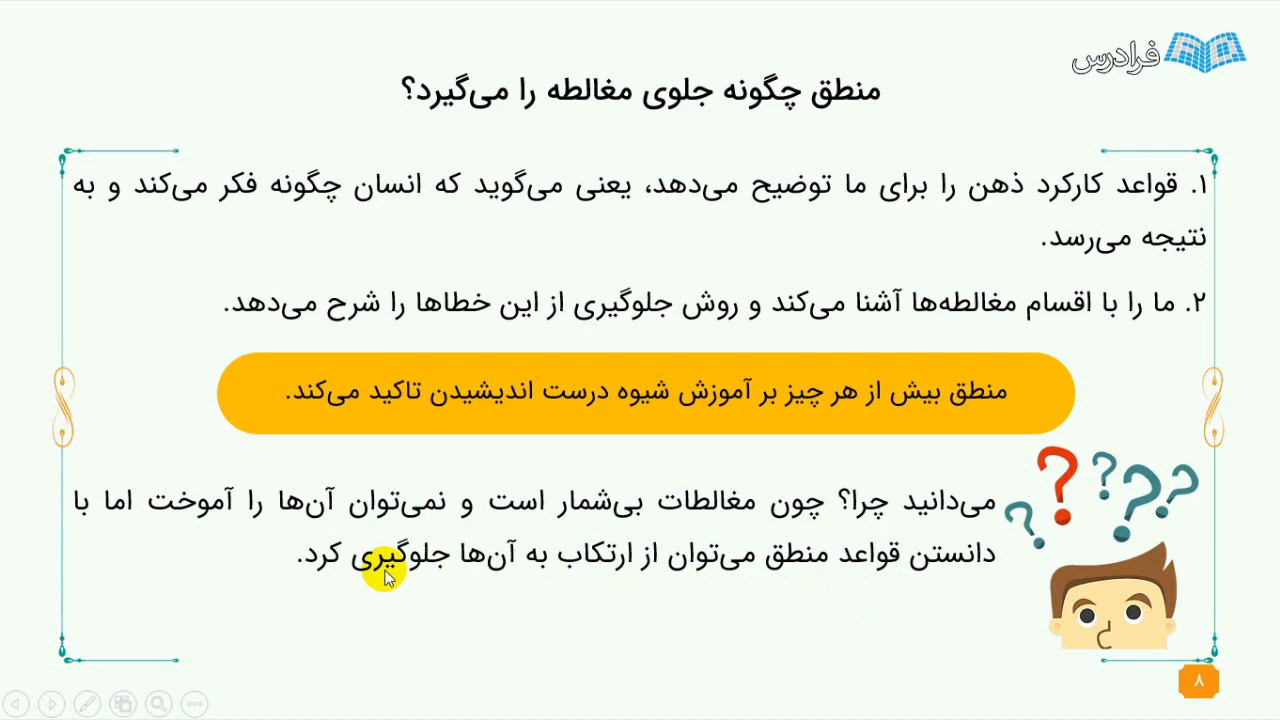 فرادرس
منطق چگونه جلوی مغالطه را می‌گیرد؟
۱. قواعد کارکرد ذهن را برای ما توضیح می‌دهد، یعنی می‌گوید که انسان چگونه فکر می‌کند و به
نتیجه می‌رسد.
۲. ما را با اقسام مغالطه‌ها آشنا می‌کند و روش جلوگیری از این خطاها را شرح می‌دهد.
منطق بیش از هر چیز بر آموزش شیوه درست اندیشیدن تاکید می‌کند.
می‌دانید چرا؟ چون مغالطات بی‌شمار است و نمی‌توان آن‌ها را آموخت اما با
دانستن قواعد منطق می‌توان از ارتکاب به آن‌ها جلوگیری کرد.
۸